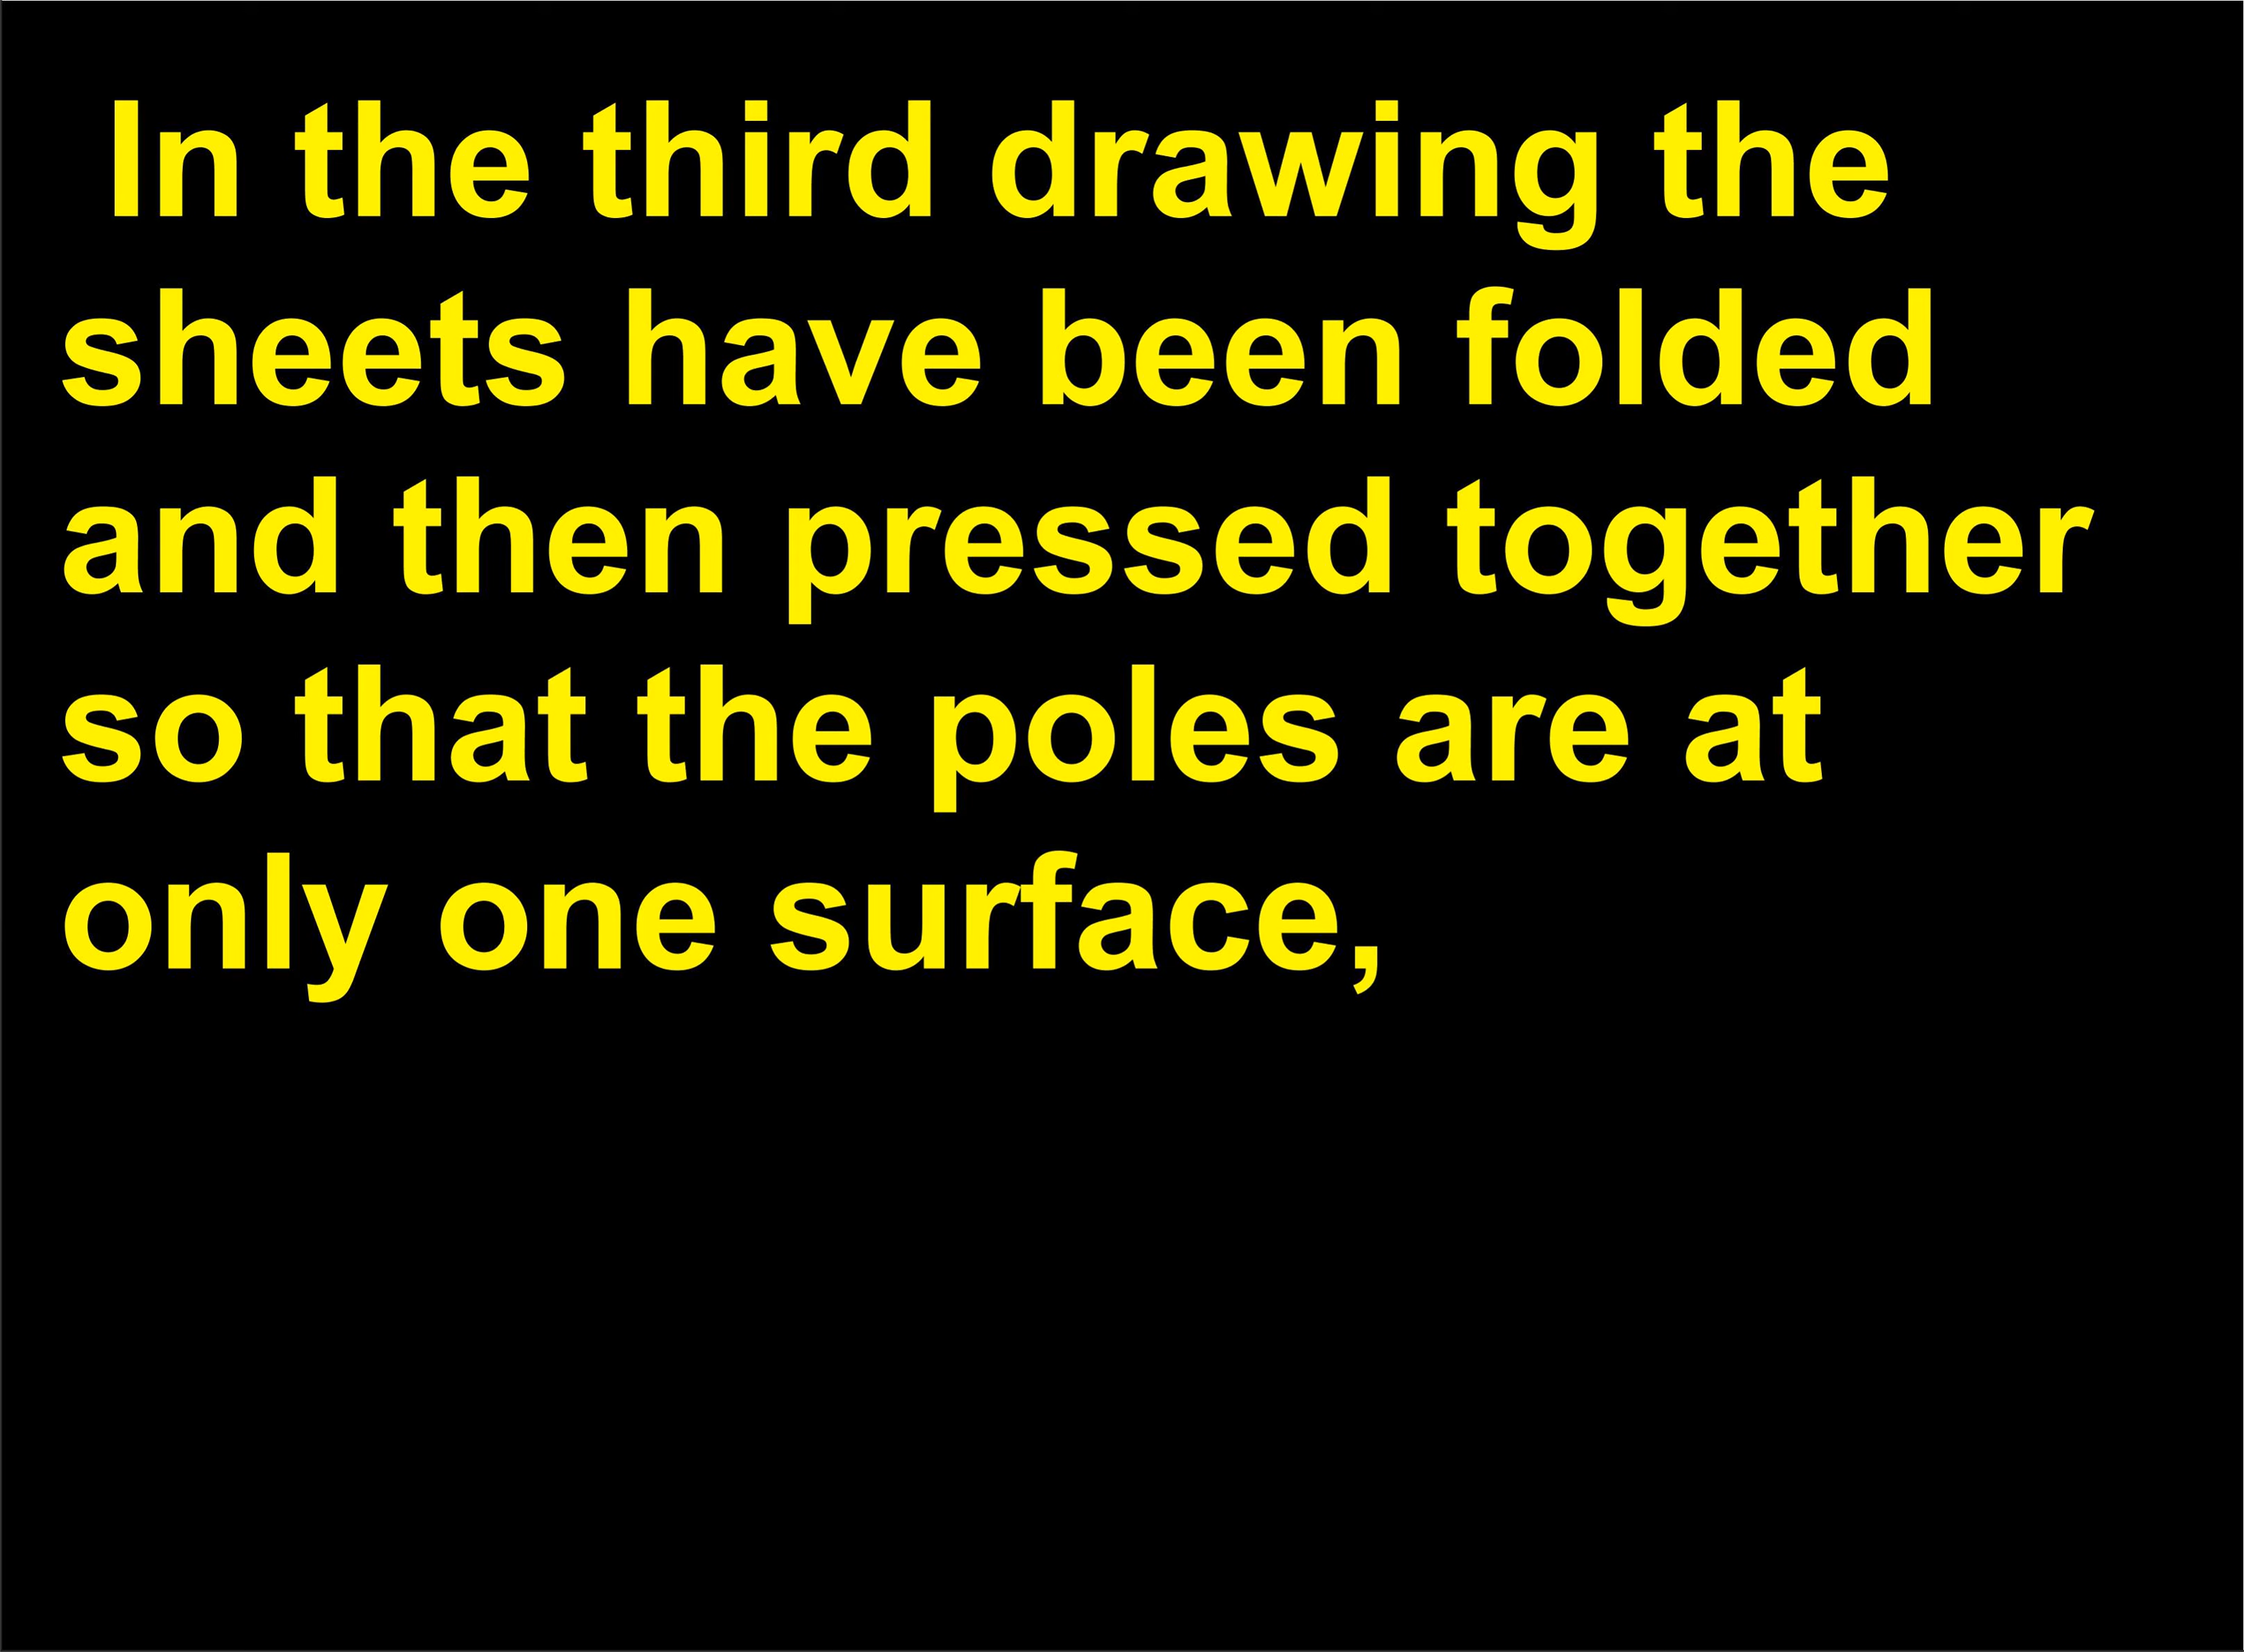 In the third drawing the
sheets have been folded
and then pressed together
so that the poles are at
only one surface,